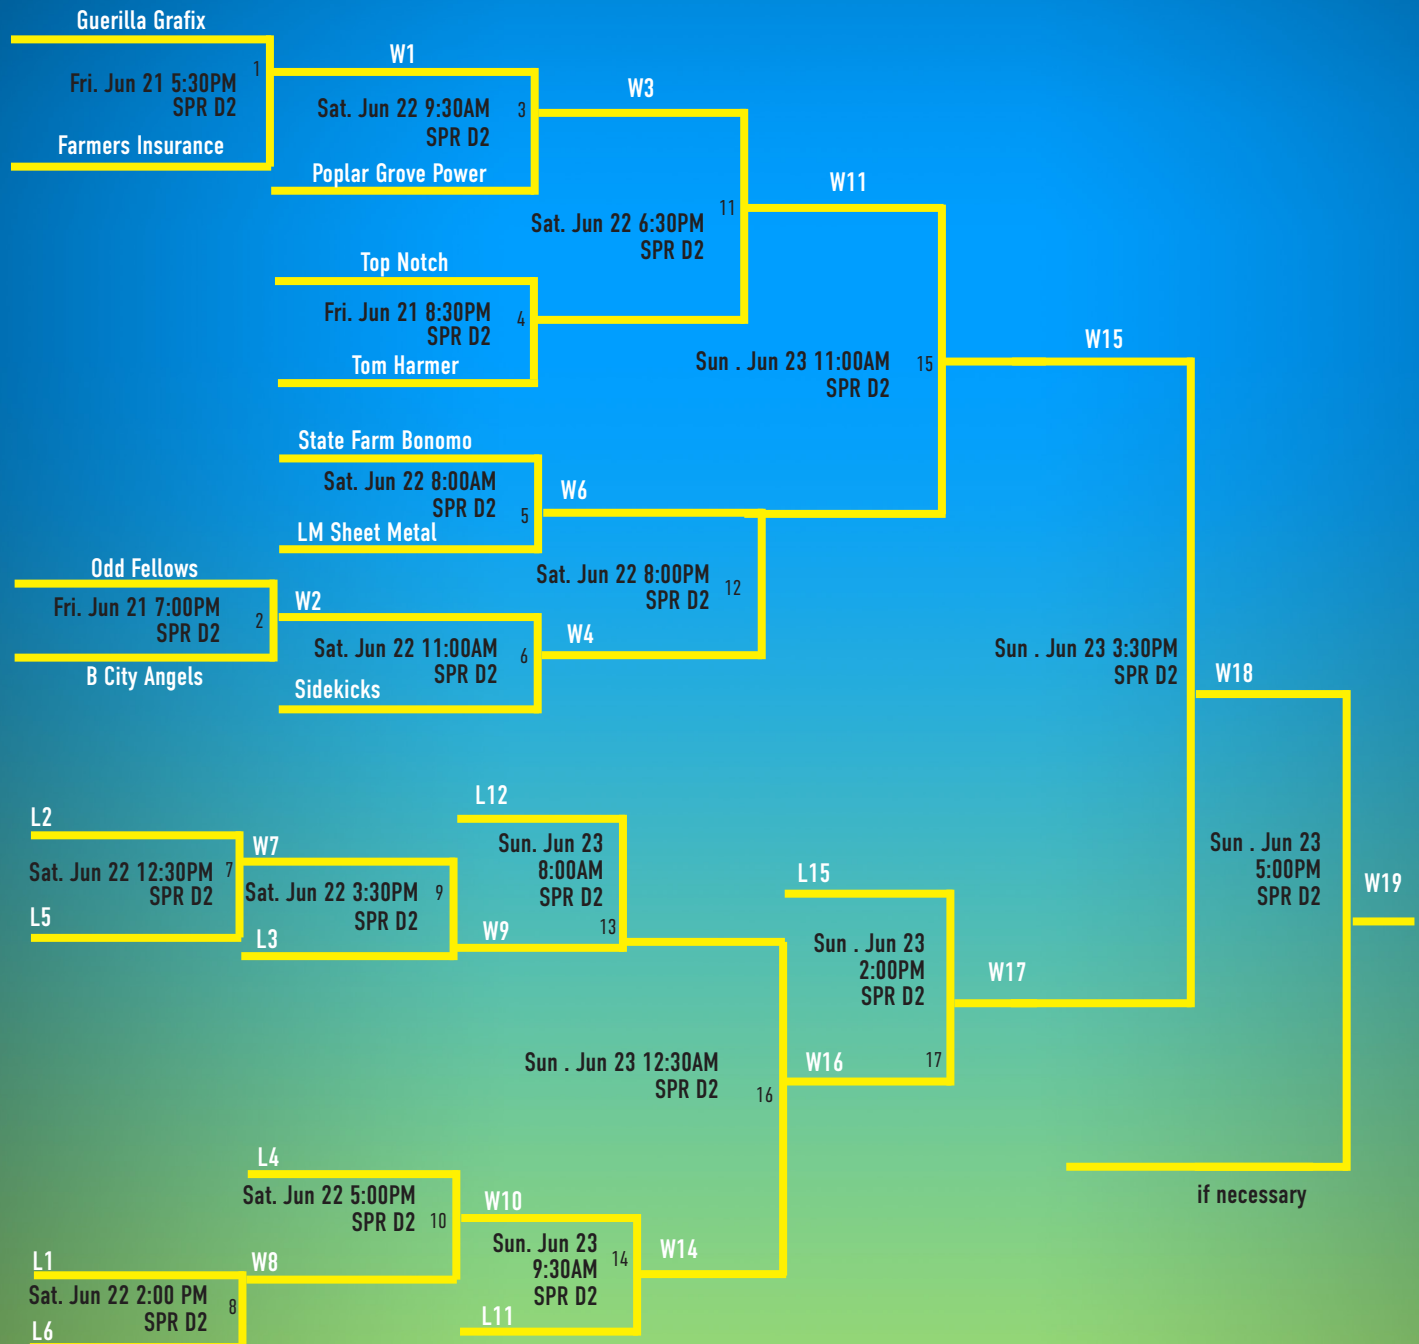 Guerilla Grafix
1
Fri. Jun 21 5:30PM
SPR D2
Farmers Insurance
W1
Sat. Jun 22 9:30AM
3
SPR D2
Poplar Grove Power
W3
Top Notch
Fri. Jun 21 8:30PM
4
SPR D2
Tom Harmer
11
Sat. Jun 22 6:30PM
SPR D2
W11
State Farm Bonomo
Sat. Jun 22 8:00AM
SPR D2
5
LM Sheet Metal
W6
Odd Fellows
Fri. Jun 21 7:00PM
2
SPR D2
B City Angels
W2
Sat. Jun 22 11:00AM
6
SPR D2
Sidekicks
W4
Sat. Jun 22 8:00PM
12
SPR D2
Sun . Jun 23 11:00AM
15
SPR D2
W15
Sun . Jun 23 3:30PM
SPR D2
W18
L2
Sat. Jun 22 12:30PM
7
SPR D2
L5
W7
Sat. Jun 22 3:30PM
9
SPR D2
L3
L12
Sun. Jun 23
8:00AM
SPR D2
13
W9
L15
Sun . Jun 23
2:00PM
SPR D2
17
W16
W17
Sun . Jun 23
5:00PM
SPR D2
W19
Sun . Jun 23 12:30AM
SPR D2
16
if necessary
L4
Sat. Jun 22 5:00PM
SPR D2
10
W8
L1
Sat. Jun 22 2:00 PM
8
SPR D2
L6
W10
Sun. Jun 23
14
9:30AM
SPR D2
L11
W14